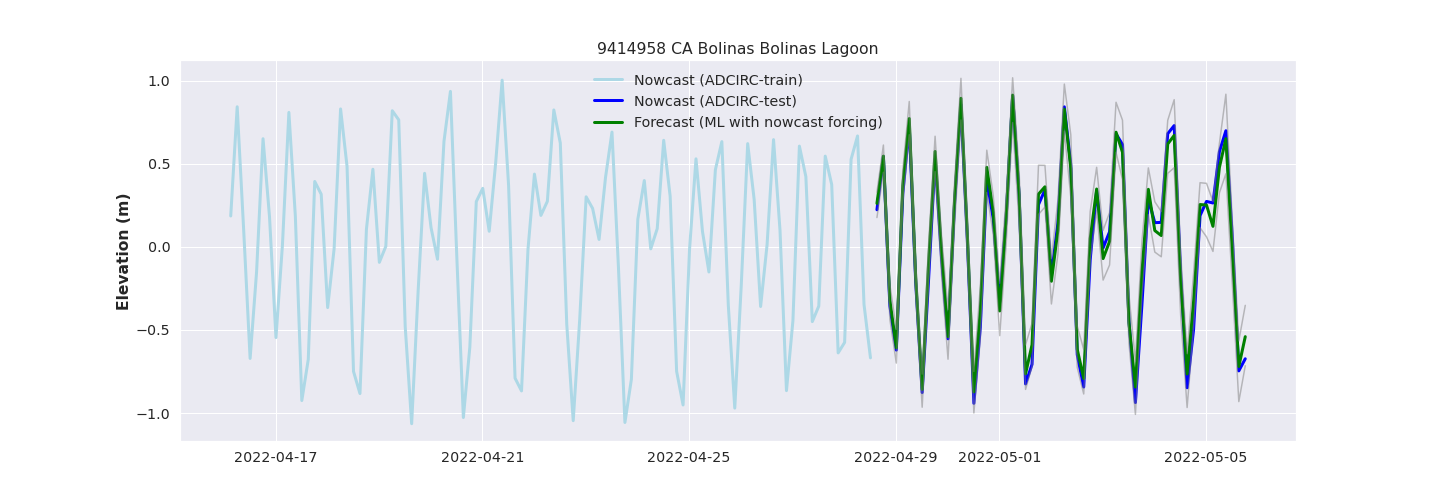 9414958 CA Bolinas Bolinas Lagoon
Nowcast (ADCIRC-train)
Nowcast (ADCIRC-test)
Forecast (ML with nowcast forcing)
Elevation (m)
1.0
0.5
0.0
−0.5
−1.0
2022-04-17 2022-04-21 2022-04-25 2022-04-29 2022-05-01 2022-05-05